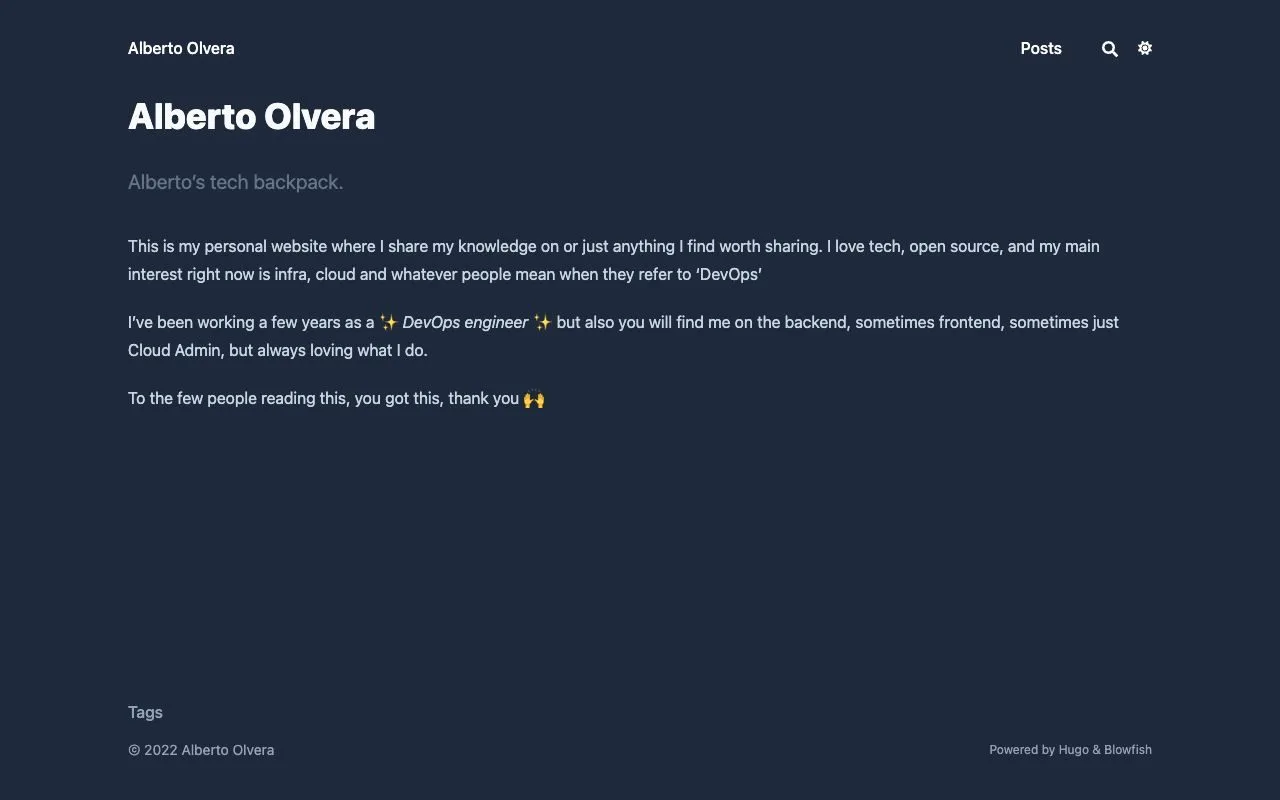 Alberto Olvera
Posts
Alberto Olvera
Alberto’s tech backpack.
This is my personal website where I share my knowledge on or just anything I find worth sharing. I love tech, open source, and my main
interest right now is infra, cloud and whatever people mean when they refer to ‘DevOps’
I’ve been working a few years as a ✨ DevOps engineer ✨ but also you will find me on the backend, sometimes frontend, sometimes just
Cloud Admin, but always loving what I do.
To the few people reading this, you got this, thank you 🙌
Tags
© 2022 Alberto Olvera
Powered by Hugo & Blowfish